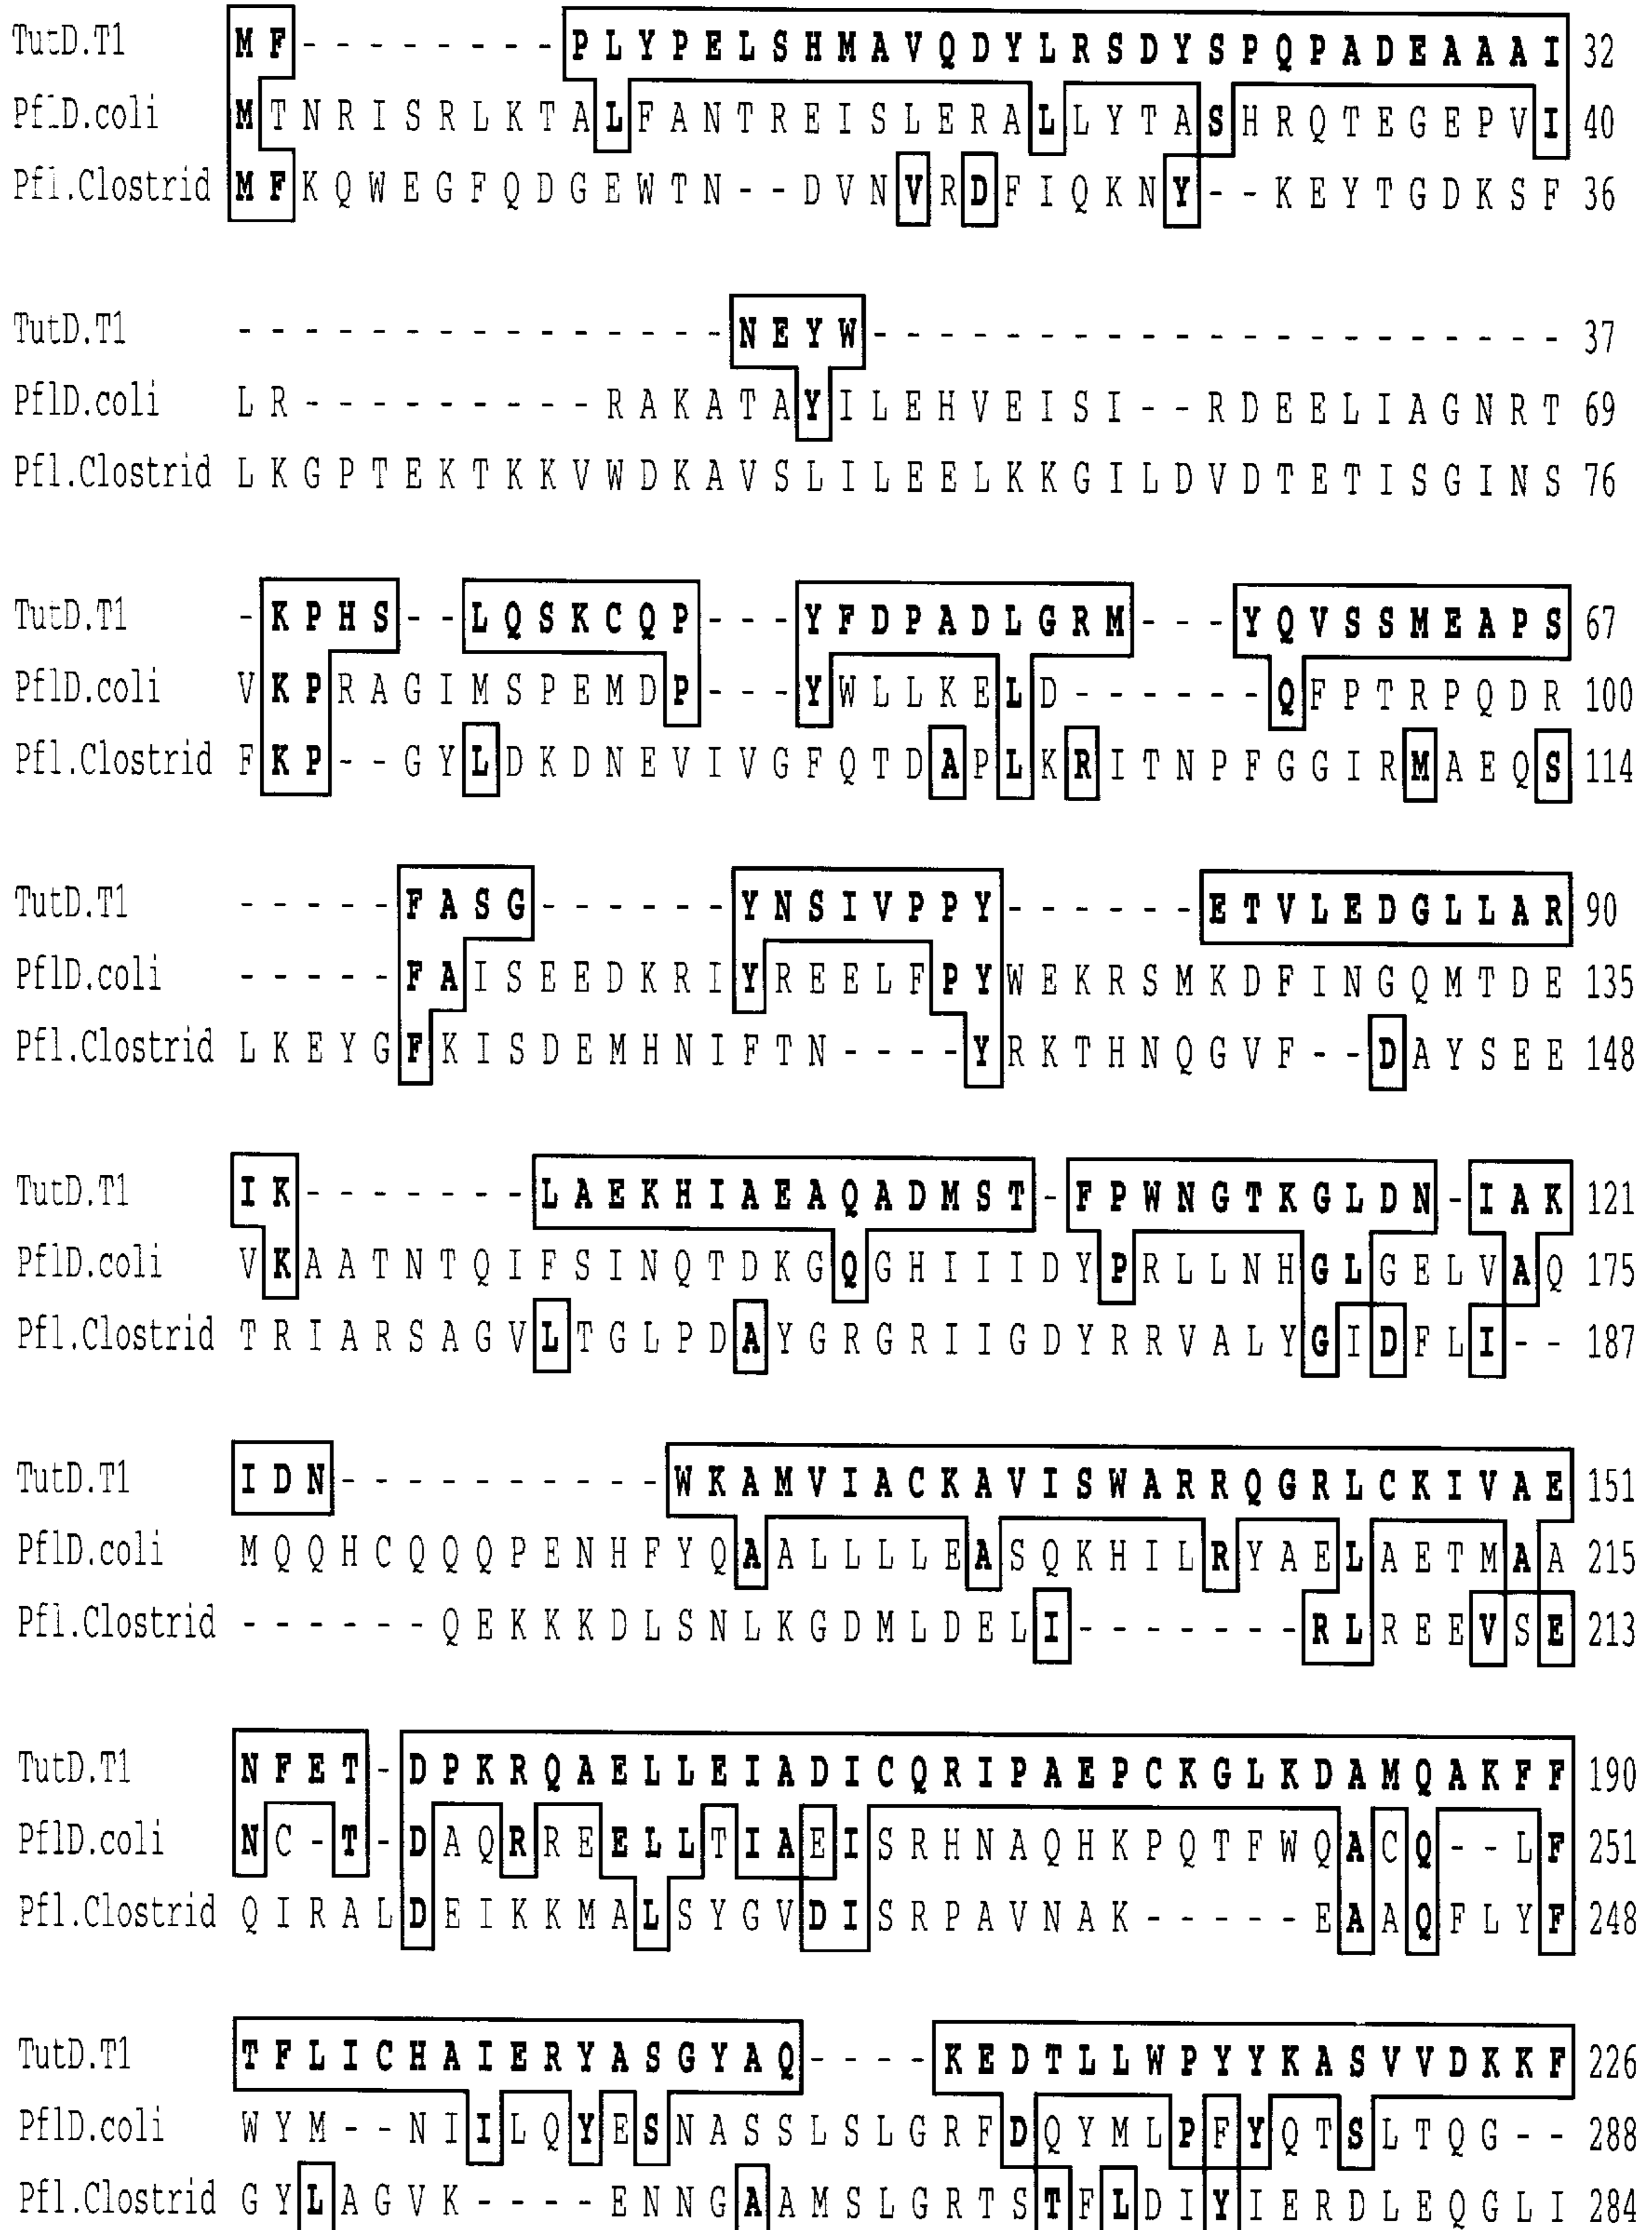 TutD.T1 M F - - - - - - - - P L Y P E L S H M A V Q D Y L R S D Y S P Q P A D E A A A I 32
PflD.coli M T N R I S R L K T A L F A N T R E I S L E R A L L Y T A S H R Q T E G E P V I 40
Pfl.Clostrid M F K Q W E G F Q D G E W T N - - D V N V R D F I Q K N Y - - K E Y T G D K S F 36
TutD.T1 - - - - - - - - - - - - - - - N E Y W - - - - - - - - - - - - - - - - - - - - - 37
PflD.coli L R - - - - - - - - - R A K A T A Y I L E H V E I S I - - R D E E L I A G N R T 69
Pfl.Clostrid L K G P T E K T K K V W D K A V S L I L E E L K K G I L D V D T E T I S G I N S 76
TutD.T1 - K P H S - - L Q S K C Q P - - - Y F D P A D L G R M - - - Y Q V S S M E A P S 67
PflD.coli V K P R A G I M S P E M D P - - - Y W L L K E L D - - - - - - Q F P T R P Q D R 100
Pfl.Clostrid F K P - - G Y L D K D N E V I V G F Q T D A P L K R I T N P F G G I R M A E Q S 114
TutD.T1 - - - - - F A S G - - - - - - Y N S I V P P Y - - - - - - E T V L E D G L L A R 90
PflD.coli - - - - - F A I S E E D K R I Y R E E L F P Y W E K R S M K D F I N G Q M T D E 135
Pfl.Clostrid L K E Y G F K I S D E M H N I F T N - - - - Y R K T H N Q G V F - - D A Y S E E 148
TutD.T1 I K - - - - - - - L A E K H I A E A Q A D M S T - F P W N G T K G L D N - I A K 121
PflD.coli V K A A T N T Q I F S I N Q T D K G Q G H I I I D Y P R L L N H G L G E L V A Q 175
Pfl.Clostrid T R I A R S A G V L T G L P D A Y G R G R I I G D Y R R V A L Y G I D F L I - - 187
TutD.T1 I D N - - - - - - - - - - W K A M V I A C K A V I S W A R R Q G R L C K I V A E 151
PflD.coli M Q Q H C Q Q Q P E N H F Y Q A A L L L L E A S Q K H I L R Y A E L A E T M A A 215
Pfl.Clostrid - - - - - - Q E K K K D L S N L K G D M L D E L I - - - - - - - R L R E E V S E 213
TutD.T1 N F E T - D P K R Q A E L L E I A D I C Q R I P A E P C K G L K D A M Q A K F F 190
PflD.coli N C - T - D A Q R R E E L L T I A E I S R H N A Q H K P Q T F W Q A C Q - - L F 251
Pfl.Clostrid Q I R A L D E I K K M A L S Y G V D I S R P A V N A K - - - - - E A A Q F L Y F 248
TutD.T1 T F L I C H A I E R Y A S G Y A Q - - - - K E D T L L W P Y Y K A S V V D K K F 226
PflD.coli W Y M - - N I I L Q Y E S N A S S L S L G R F D Q Y M L P F Y Q T S L T Q G - - 288
Pfl.Clostrid G Y L A G V K - - - - E N N G A A M S L G R T S T F L D I Y I E R D L E Q G L I 284